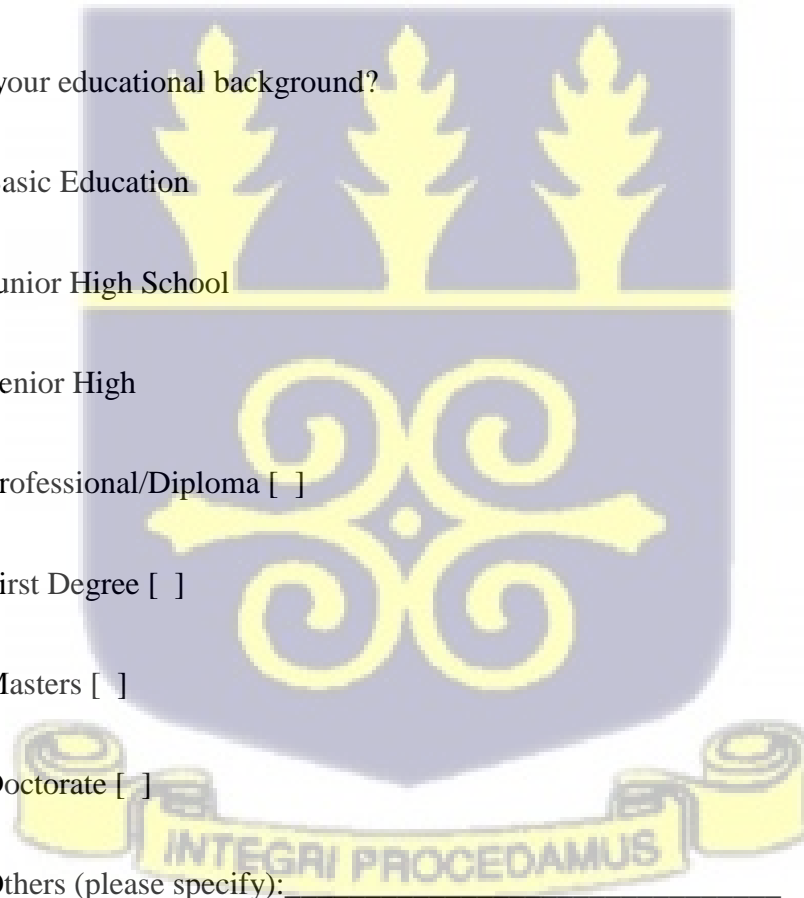 your educational background?
asic Education
unior High School
enior High
rofessional/Diploma [  ]
irst Degree [  ]
Masters [  ]
Doctorate [  ]
INTEGRI PROCEDAMUS
Others (please specify):_______________________________